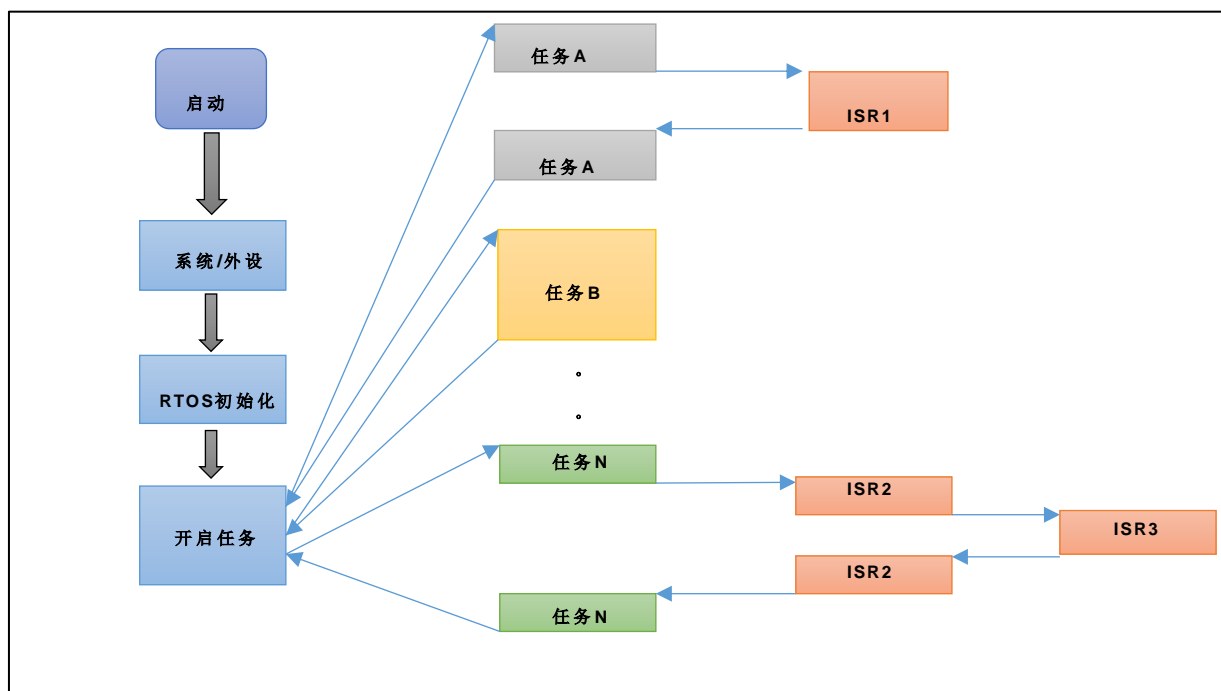 启动
系统/外设
RTOS初始化
开启任务
任务A
ISR1
任务A
任务B
。
。
任务N
ISR2
ISR3
ISR2
任务N